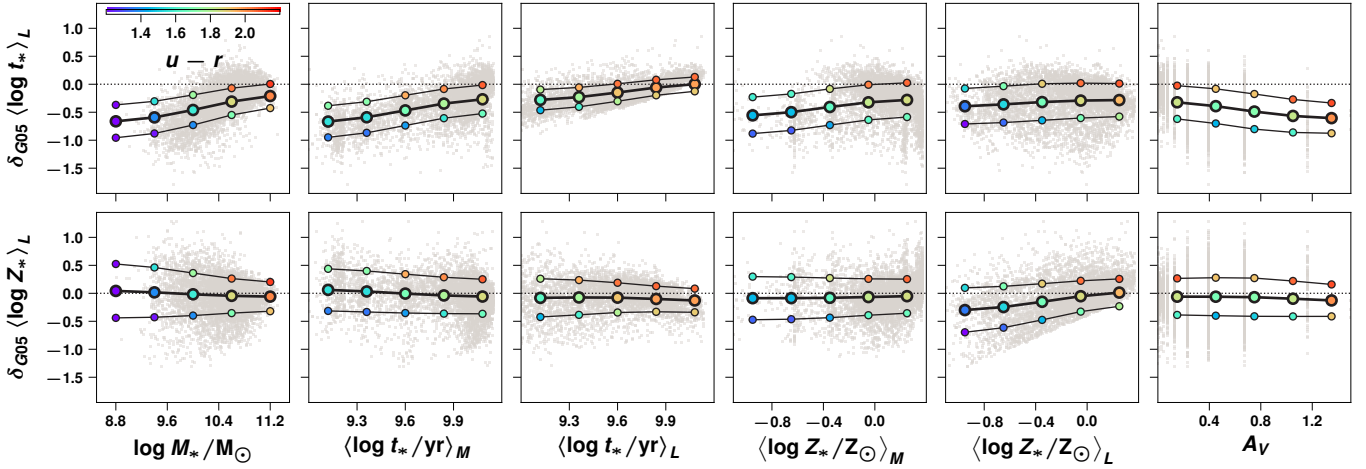 1.4 1.6 1.8 2.0
u − r
δG05 ⟨log t*⟩L
0.5
0.0
−0.5
−1.0
−1.5
δG05 ⟨log Z*⟩L
1.0
0.5
0.0
−0.5
−1.0
−1.5
8.8 9.6 10.4 11.2
9.3 9.6 9.9
9.3 9.6 9.9
−0.8 −0.4 0.0
−0.8 −0.4 0.0
0.4 0.8 1.2
log M*/M⊙
⟨log t*/yr⟩M
⟨log t*/yr⟩L
⟨log Z*/Z⊙⟩M
⟨log Z*/Z⊙⟩L
AV